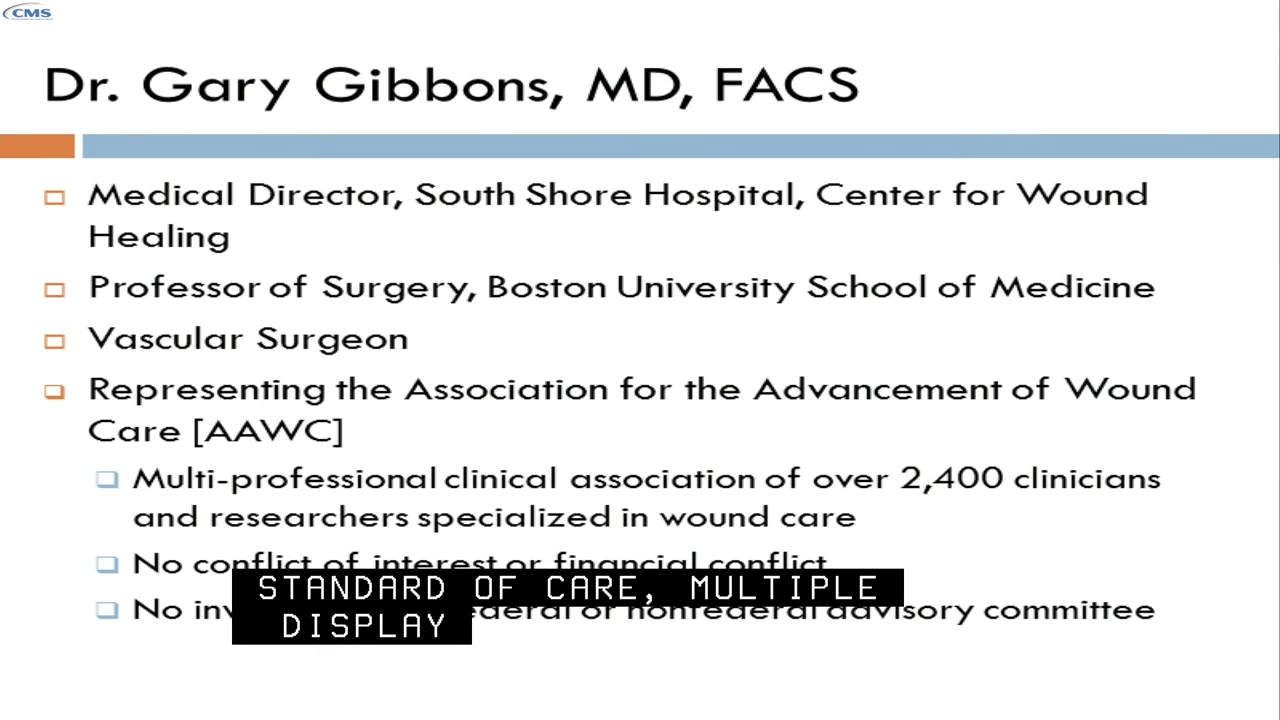 CMS
Dr. Gary Gibbons, MD, FACS
Medical Director, South Shore Hospital, Center for Wound
Healing
Professor of Surgery, Boston University School of Medicine
Vascular Surgeon
Representing the Association for the Advancement of Wound
Care [AAWC]
Multi-professional clinical association of over 2,400 clinicians
and researchers specialized in wound care
No conflict of interest or financial conflict
STANDARD OF CARE, MULTIPLE
No federal or nonfederal advisory committee
DISPLAY